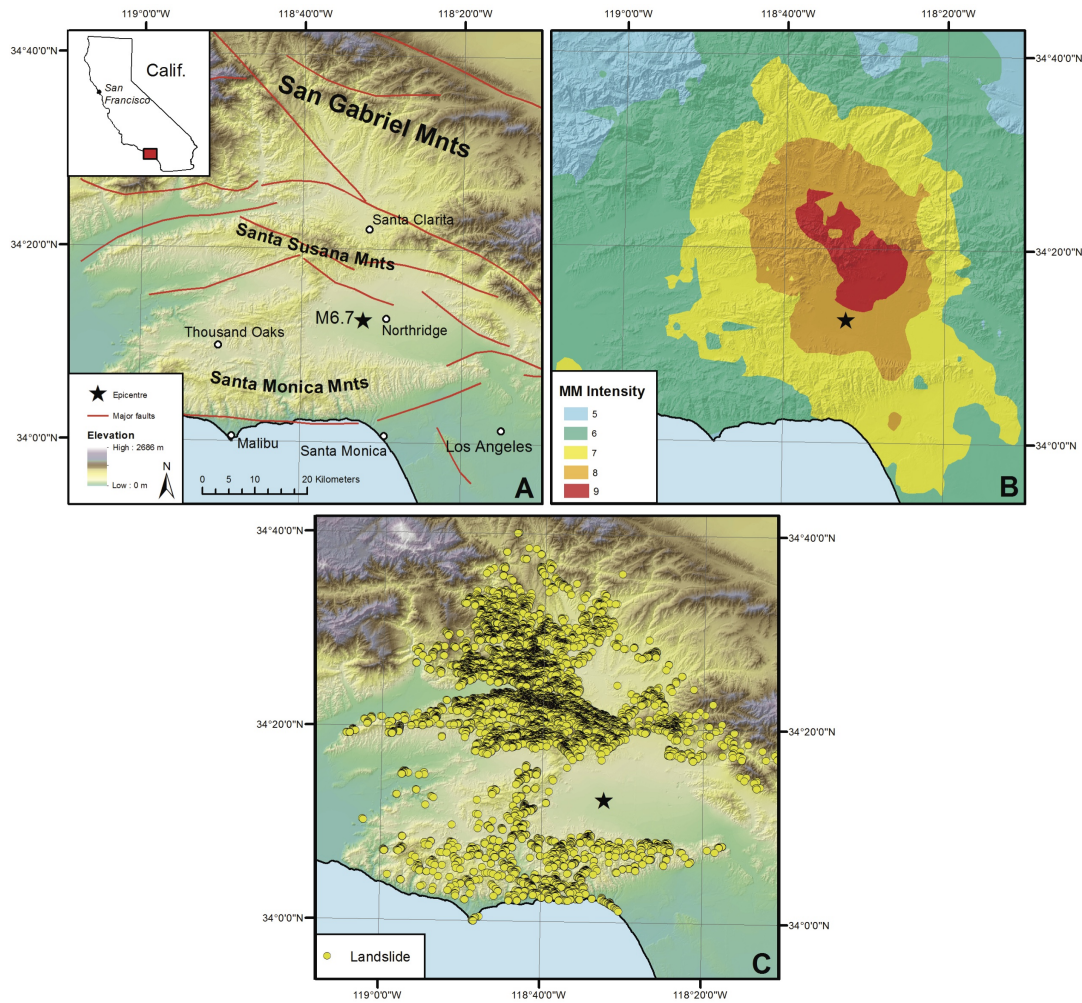 119°0'0"W
118°40'0"W
118°20'0"W
119°0'0"W
118°40'0"W
118°20'0"W
34°40'0"N
34°20'0"N
34°0'0"N
Calif.
San
Francisco
San Gabriel Mnts
Santa Clarita
Santa Susana Mnts
M6.7
Northridge
Thousand Oaks
Santa Monica Mnts
Malibu
Santa Monica
Los Angeles
Epicentre
Major faults
Elevation
High : 2686 m
Low : 0 m
N
0 5 10 20 Kilometers
A
MM Intensity
5
6
7
8
9
B
34°40'0"N
34°20'0"N
34°0'0"N
34°40'0"N
34°20'0"N
34°0'0"N
Landslide
C
34°40'0"N
34°20'0"N
34°0'0"N
119°0'0"W
118°40'0"W
118°20'0"W